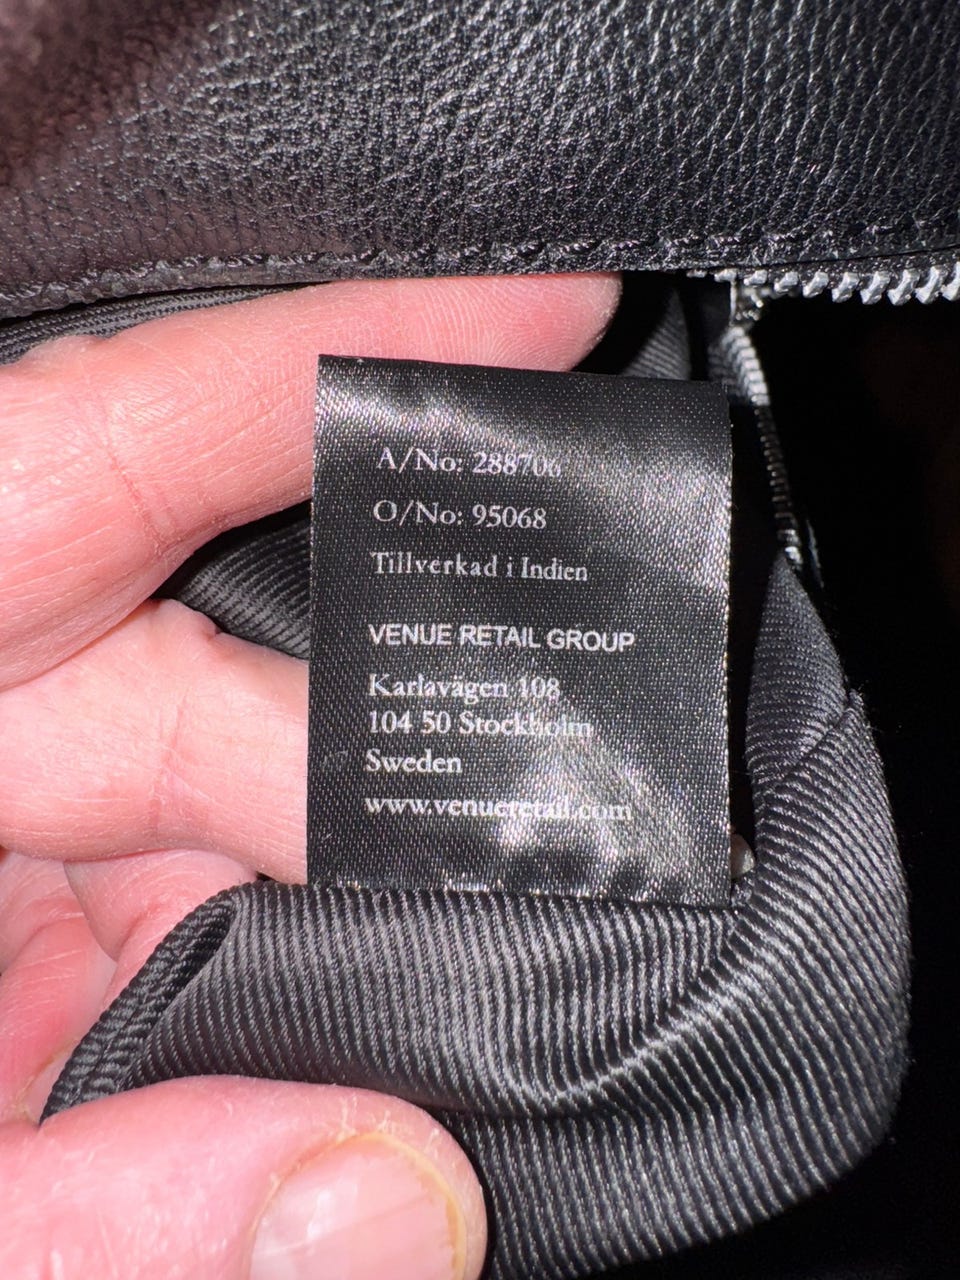 A/No: 288706
O/No: 95068
Tillverkad i Indien
VENUE RETAIL GROUP
Karlavägen 108
104 50 Stockholm
Sweden
www.venueretail.com